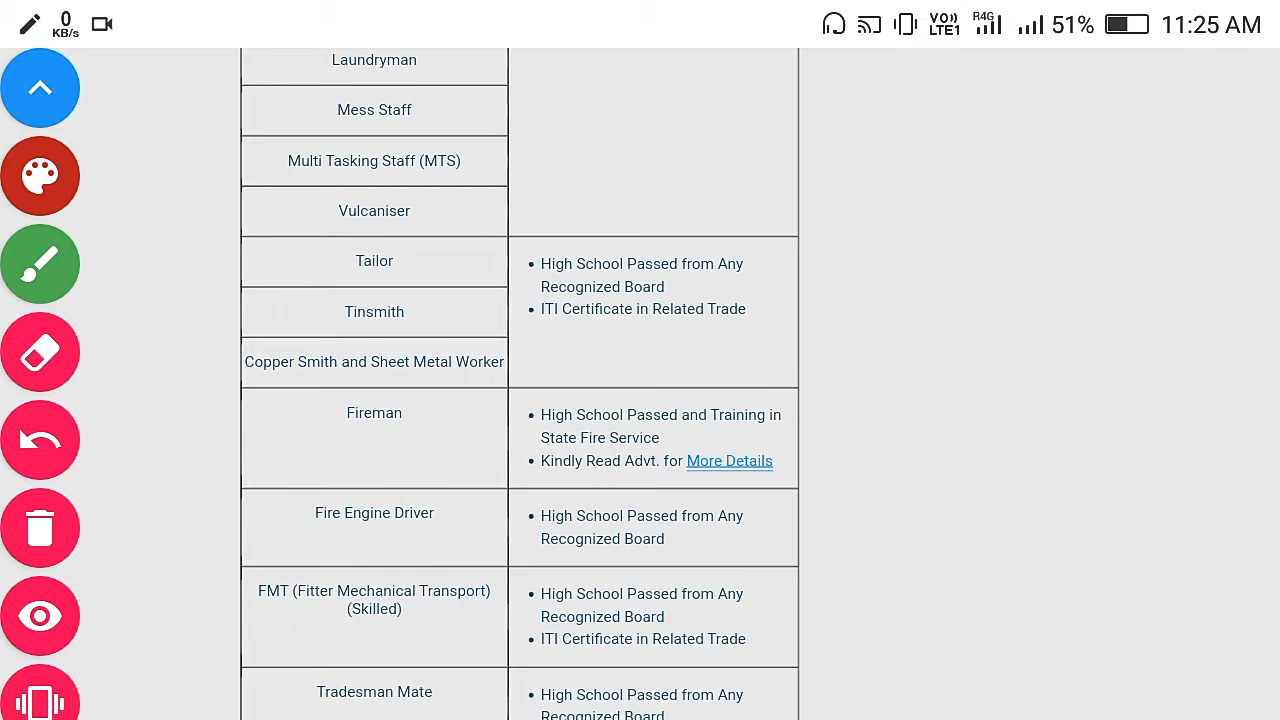 0
KB/s
VO))
LTE1
R4G
51%
11:25 AM
Laundryman
Mess Staff
Multi Tasking Staff (MTS)
Vulcaniser
Tailor
Tinsmith
Copper Smith and Sheet Metal Worker
• High School Passed from Any
Recognized Board
• ITI Certificate in Related Trade
Fireman
• High School Passed and Training in
State Fire Service
• Kindly Read Advt. for More Details
Fire Engine Driver
• High School Passed from Any
Recognized Board
FMT (Fitter Mechanical Transport)
(Skilled)
• High School Passed from Any
Recognized Board
• ITI Certificate in Related Trade
Tradesman Mate
• High School Passed from Any
Recognized Board